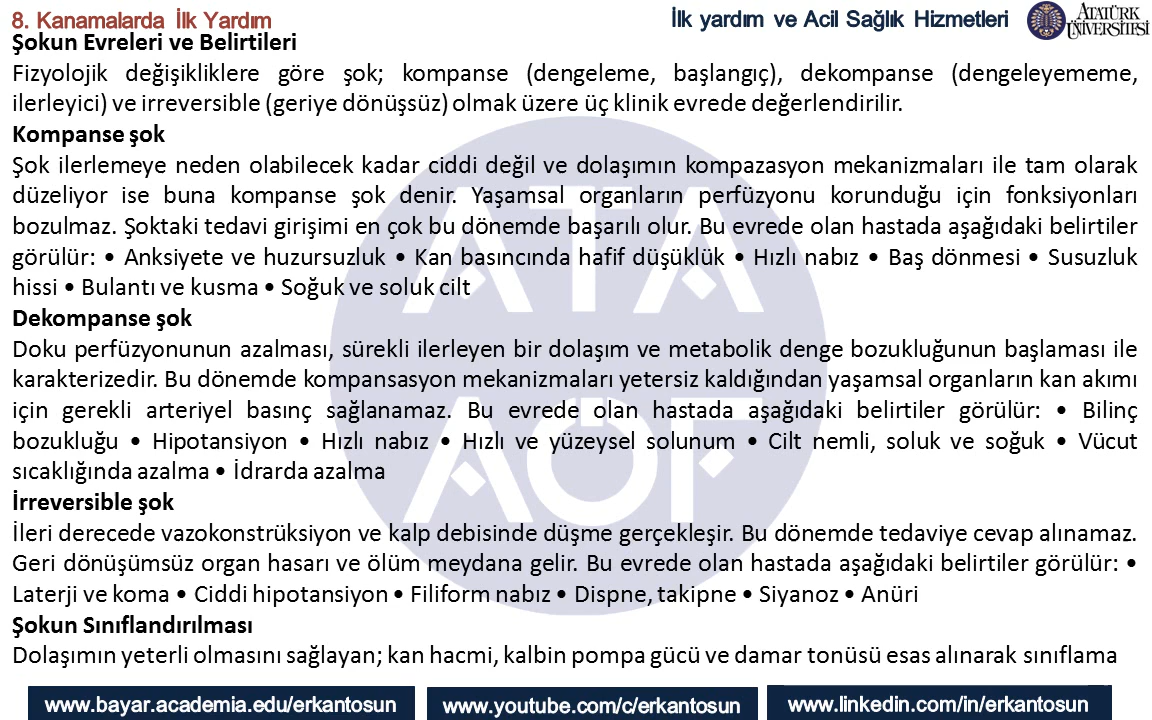 8. Kanamalarda İlk Yardım
İlk yardım ve Acil Sağlık Hizmetleri
ATATÜRK
ÜNİVERSİTESİ
Şokun Evreleri ve Belirtileri
Fizyolojik değişikliklere göre şok; kompanse (dengeleme, başlangıç), dekompanse (dengeleyememe,
ilerleyici) ve irreversible (geriye dönüşsüz) olmak üzere üç klinik evrede değerlendirilir.
Kompanse şok
Şok ilerlemeye neden olabilecek kadar ciddi değil ve dolaşımın kompazasyon mekanizmaları ile tam olarak
düzeliyor ise buna kompanse şok denir. Yaşamsal organların perfüzyonu korunduğu için fonksiyonları
bozulmaz. Şoktaki tedavi girişimi en çok bu dönemde başarılı olur. Bu evrede olan hastada aşağıdaki belirtiler
görülür: • Anksiyete ve huzursuzluk • Kan basıncında hafif düşüklük • Hızlı nabız • Baş dönmesi • Susuzluk
hissi • Bulantı ve kusma • Soğuk ve soluk cilt
Dekompanse şok
Doku perfüzyonunun azalması, sürekli ilerleyen bir dolaşım ve metabolik denge bozukluğunun başlaması ile
karakterizedir. Bu dönemde kompansasyon mekanizmaları yetersiz kaldığından yaşamsal organların kan akımı
için gerekli arteriyel basınç sağlanamaz. Bu evrede olan hastada aşağıdaki belirtiler görülür: • Bilinç
bozukluğu • Hipotansiyon • Hızlı nabız • Hızlı ve yüzeysel solunum • Cilt nemli, soluk ve soğuk • Vücut
sıcaklığında azalma • İdrarda azalma
İrreversible şok
İleri derecede vazokonstrüksiyon ve kalp debisinde düşme gerçekleşir. Bu dönemde tedaviye cevap alınamaz.
Geri dönüşümsüz organ hasarı ve ölüm meydana gelir. Bu evrede olan hastada aşağıdaki belirtiler görülür: •
Laterji ve koma • Ciddi hipotansiyon • Filiform nabız • Dispne, takipne • Siyanoz • Anüri
Şokun Sınıflandırılması
Dolaşımın yeterli olmasını sağlayan; kan hacmi, kalbin pompa gücü ve damar tonüsü esas alınarak sınıflama
ATA
AÖF
www.bayar.academia.edu/erkantosun
www.youtube.com/c/erkantosun
www.linkedin.com/in/erkantosun